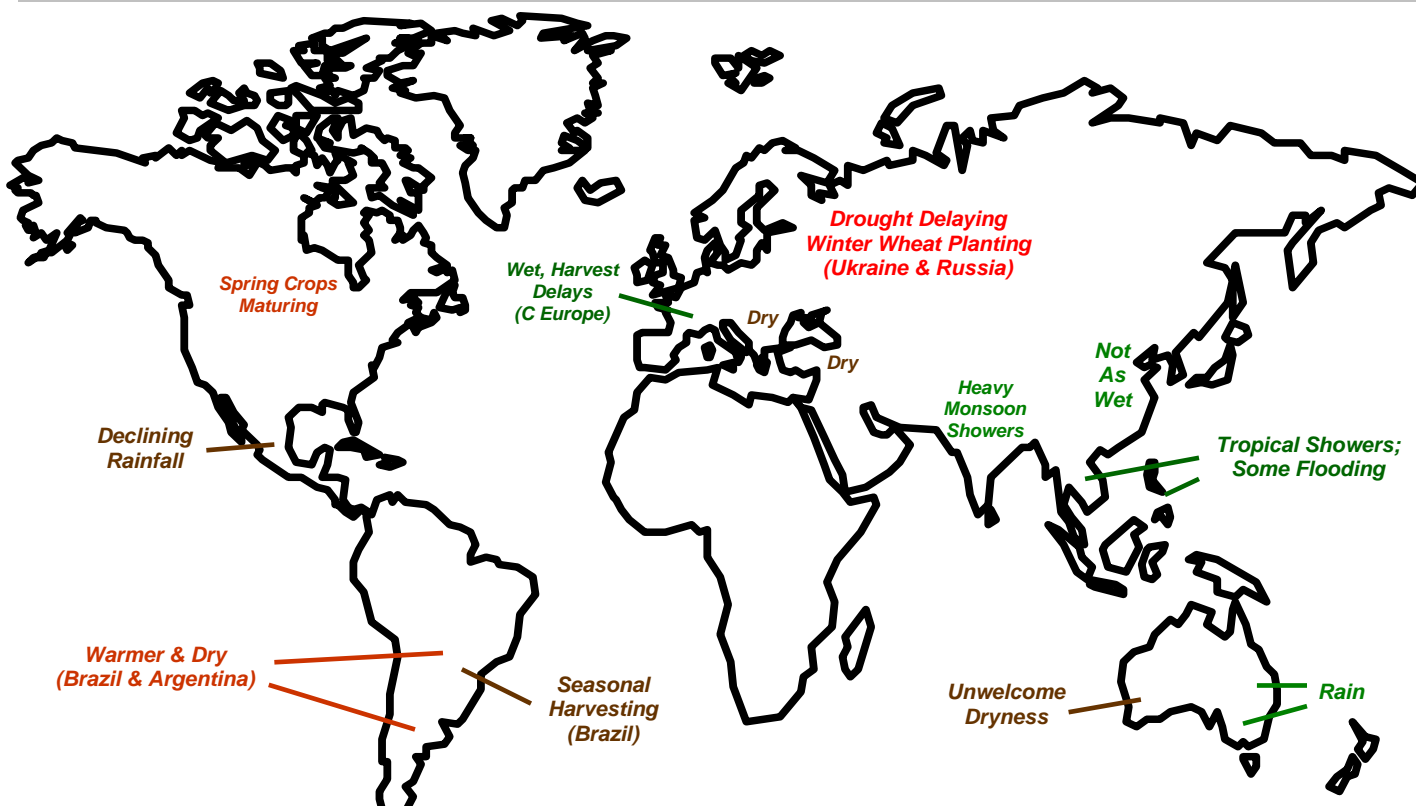 Drought Delaying
Winter Wheat Planting
(Ukraine & Russia)
Wet, Harvest
Delays
(C Europe)
Spring Crops
Maturing
Dry
Dry
Not
As
Wet
Heavy
Monsoon
Showers
Declining
Rainfall
Tropical Showers;
Some Flooding
Warmer & Dry
(Brazil & Argentina)
Seasonal
Harvesting
(Brazil)
Unwelcome
Dryness
Rain